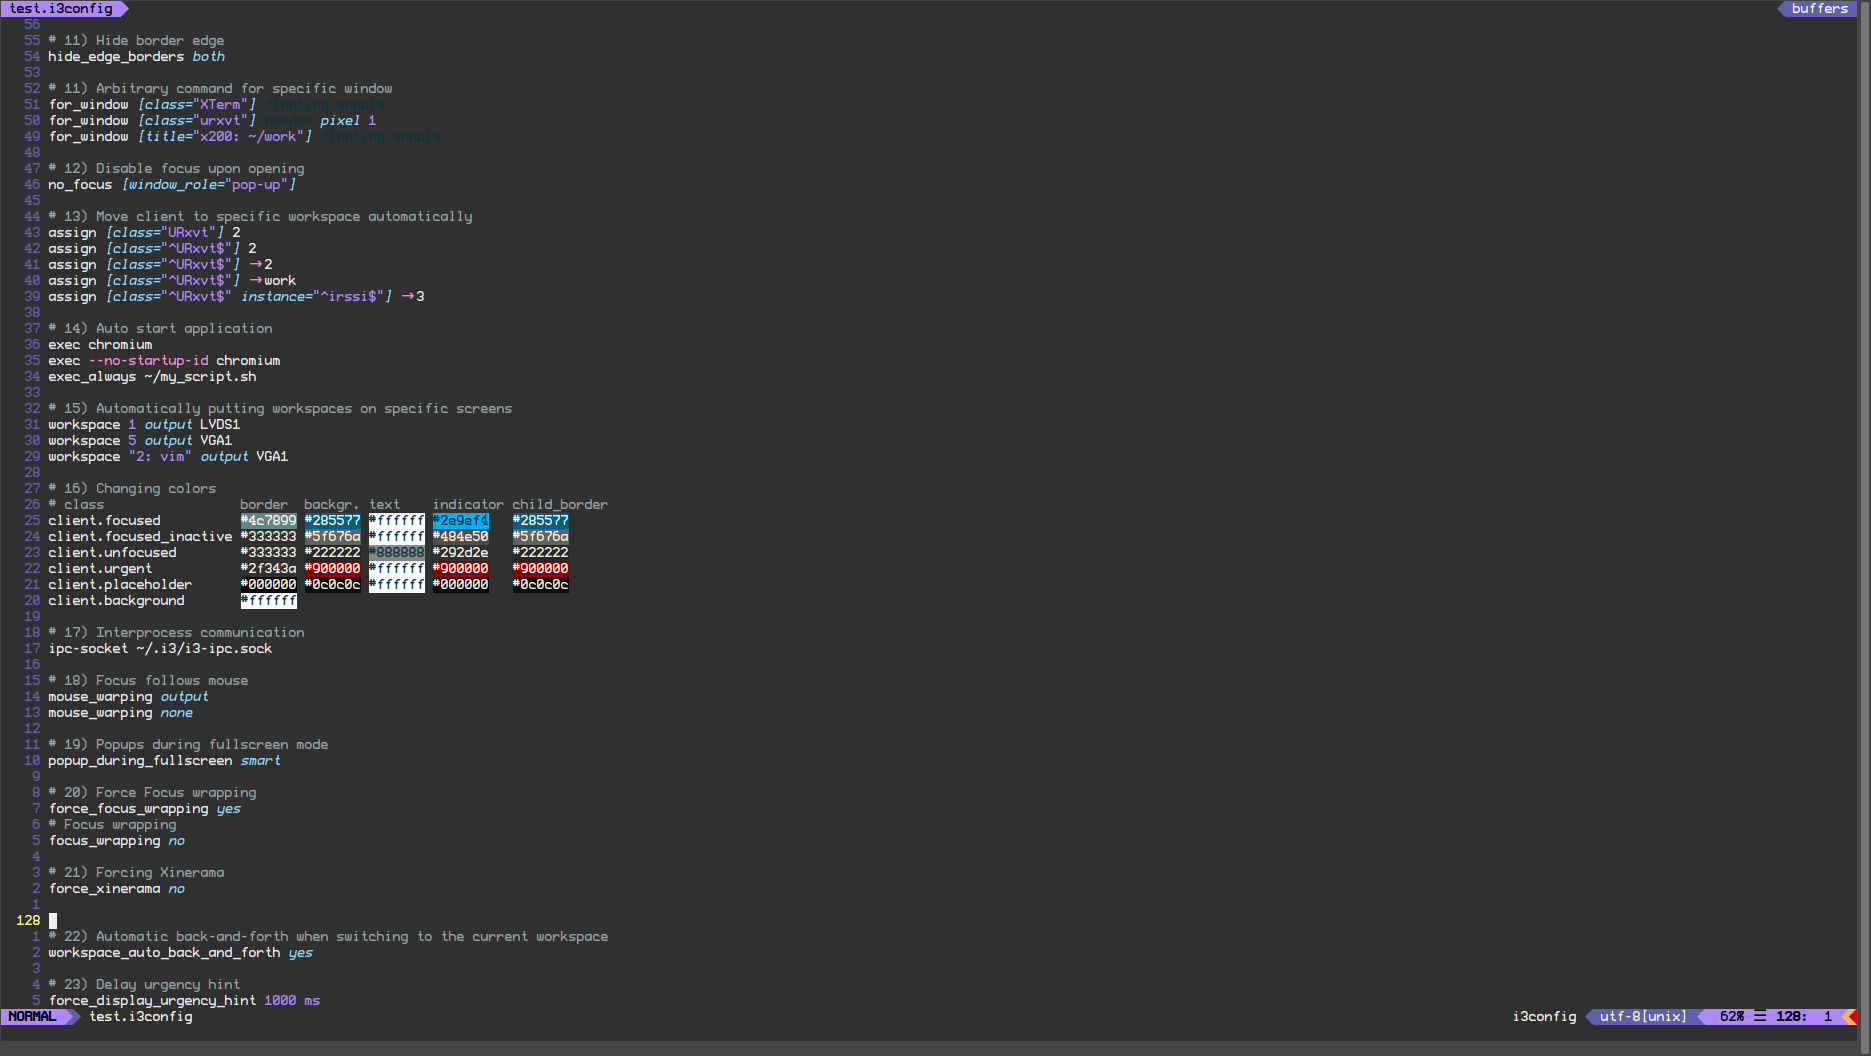 test.i3config buffers
56
55 # 11) Hide border edge
54 hide_edge_borders both
53
52 # 11) Arbitrary command for specific window
51 for_window [class="XTerm"] floating enable
50 for_window [class="urxvt"] border pixel 1
49 for_window [title="x200: ~/work"] floating enable
48
47 # 12) Disable focus upon opening
46 no_focus [window_role="pop-up"]
45
44 # 13) Move client to specific workspace automatically
43 assign [class="URxvt"] 2
42 assign [class="^URxvt$"] 2
41 assign [class="^URxvt$"] →2
40 assign [class="^URxvt$"] →work
39 assign [class="^URxvt$" instance="^irssi$"] →3
38
37 # 14) Auto start application
36 exec chromium
35 exec --no-startup-id chromium
34 exec_always ~/my_script.sh
33
32 # 15) Automatically putting workspaces on specific screens
31 workspace 1 output LVDS1
30 workspace 5 output VGA1
29 workspace "2: vim" output VGA1
28
27 # 16) Changing colors
26 # class border backgr. text indicator child_border
25 client.focused #4c7899 #285577 #ffffff #2e9ef4 #285577
24 client.focused_inactive #333333 #5f676a #ffffff #484e50 #5f676a
23 client.unfocused #333333 #222222 #888888 #292d2e #222222
22 client.urgent #2f343a #900000 #ffffff #900000 #900000
21 client.placeholder #000000 #0c0c0c #ffffff #000000 #0c0c0c
20 client.background #ffffff
19
18 # 17) Interprocess communication
17 ipc-socket ~/.i3/i3-ipc.sock
16
15 # 18) Focus follows mouse
14 mouse_warping output
13 mouse_warping none
12
11 # 19) Popups during fullscreen mode
10 popup_during_fullscreen smart
9
8 # 20) Force Focus wrapping
7 force_focus_wrapping yes
6 # Focus wrapping
5 focus_wrapping no
4
3 # 21) Forcing Xinerama
2 force_xinerama no
1
128
1 # 22) Automatic back-and-forth when switching to the current workspace
2 workspace_auto_back_and_forth yes
3
4 # 23) Delay urgency hint
5 force_display_urgency_hint 1000 ms
NORMAL test.i3config i3config utf-8[unix] 62% ☰ 128: 1